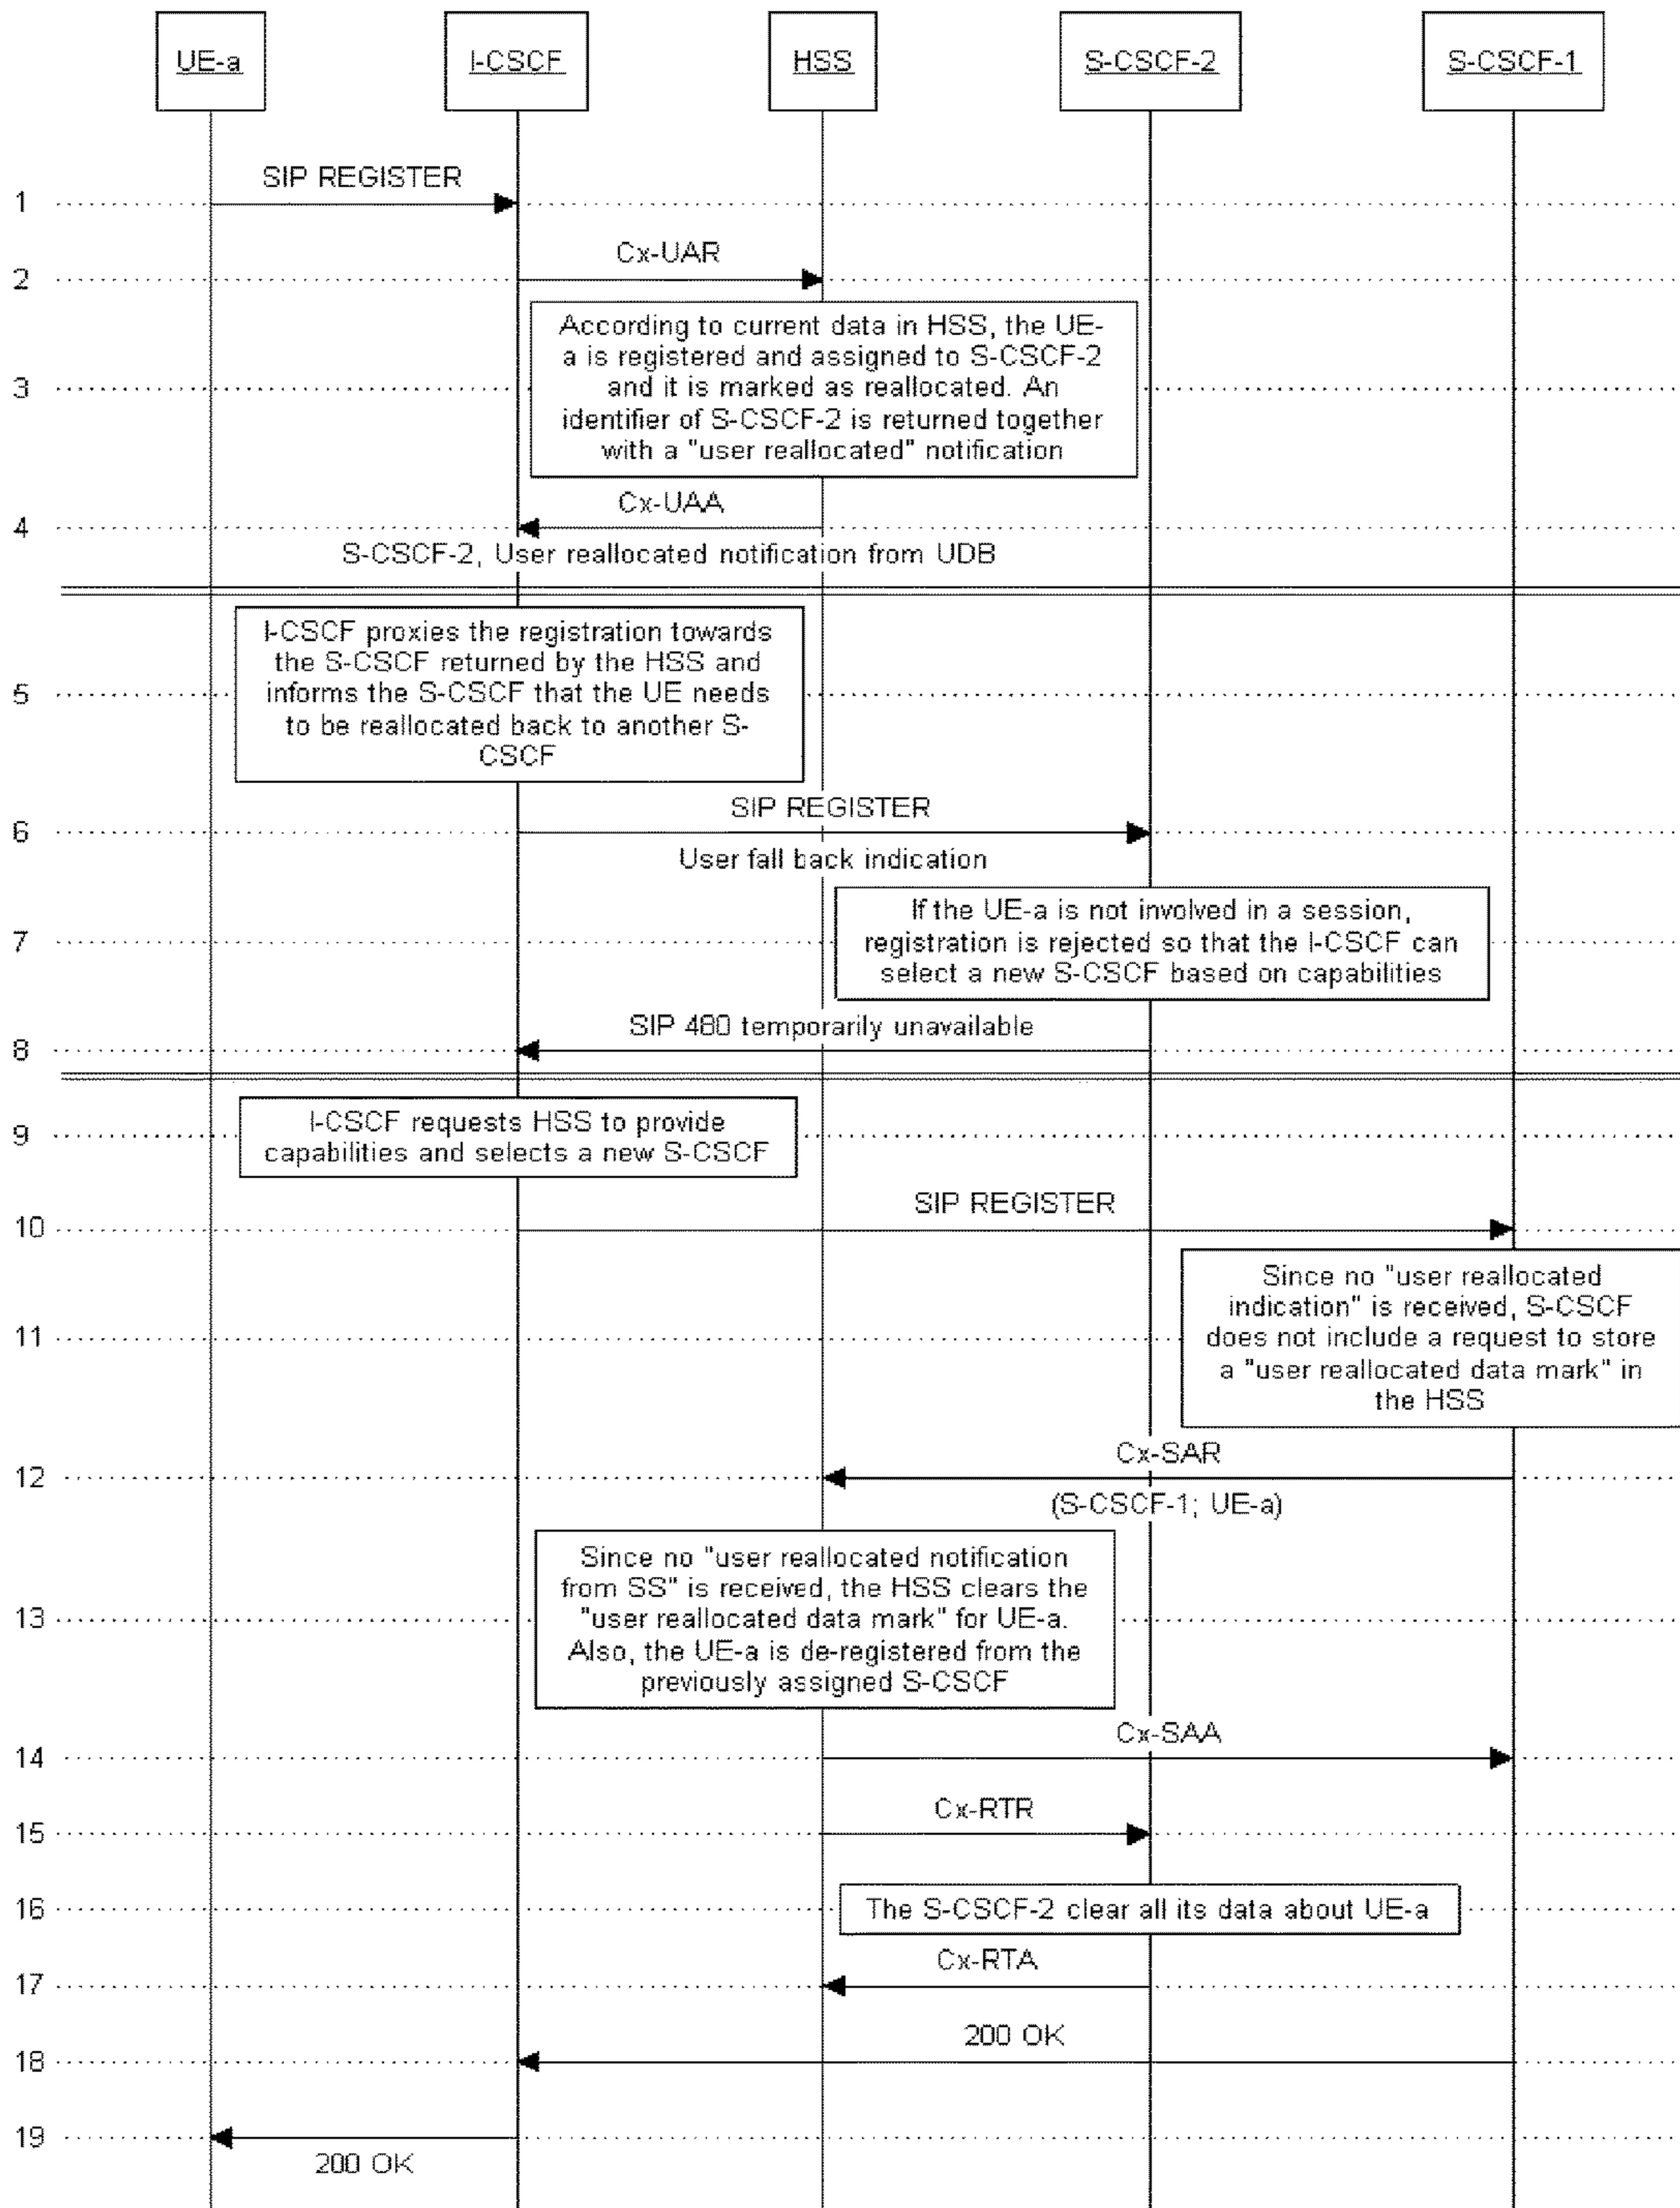 UE-a
I-CSCF
HSS
S-CSCF-2
S-CSCF-1
SIP REGISTER
1
Cx-UAR
2
According to current data in HSS, the UE-
a is registered and assigned to S-CSCF-2
and it is marked as reallocated. An
identifier of S-CSCF-2 is returned together
with a "user reallocated" notification
3
Cx-UAA
4
S-CSCF-2, User reallocated notification from UDB
I-CSCF proxies the registration towards
the S-CSCF returned by the HSS and
informs the S-CSCF that the UE needs
to be reallocated back to another S-
CSCF
5
SIP REGISTER
6
User fall back indication
If the UE-a is not involved in a session,
registration is rejected so that the I-CSCF can
select a new S-CSCF based on capabilities
7
SIP 480 temporarily unavailable
8
I-CSCF requests HSS to provide
capabilities and selects a new S-CSCF
9
SIP REGISTER
10
Since no "user reallocated
indication" is received, S-CSCF
does not include a request to store
a "user reallocated data mark" in
the HSS
11
Cx-SAR
12
(S-CSCF-1; UE-a)
Since no "user reallocated notification
from SS" is received, the HSS clears the
"user reallocated data mark" for UE-a.
Also, the UE-a is de-registered from the
previously assigned S-CSCF
13
Cx-SAA
14
Cx-RTR
15
The S-CSCF-2 clear all its data about UE-a
16
Cx-RTA
17
200 OK
18
19
200 OK